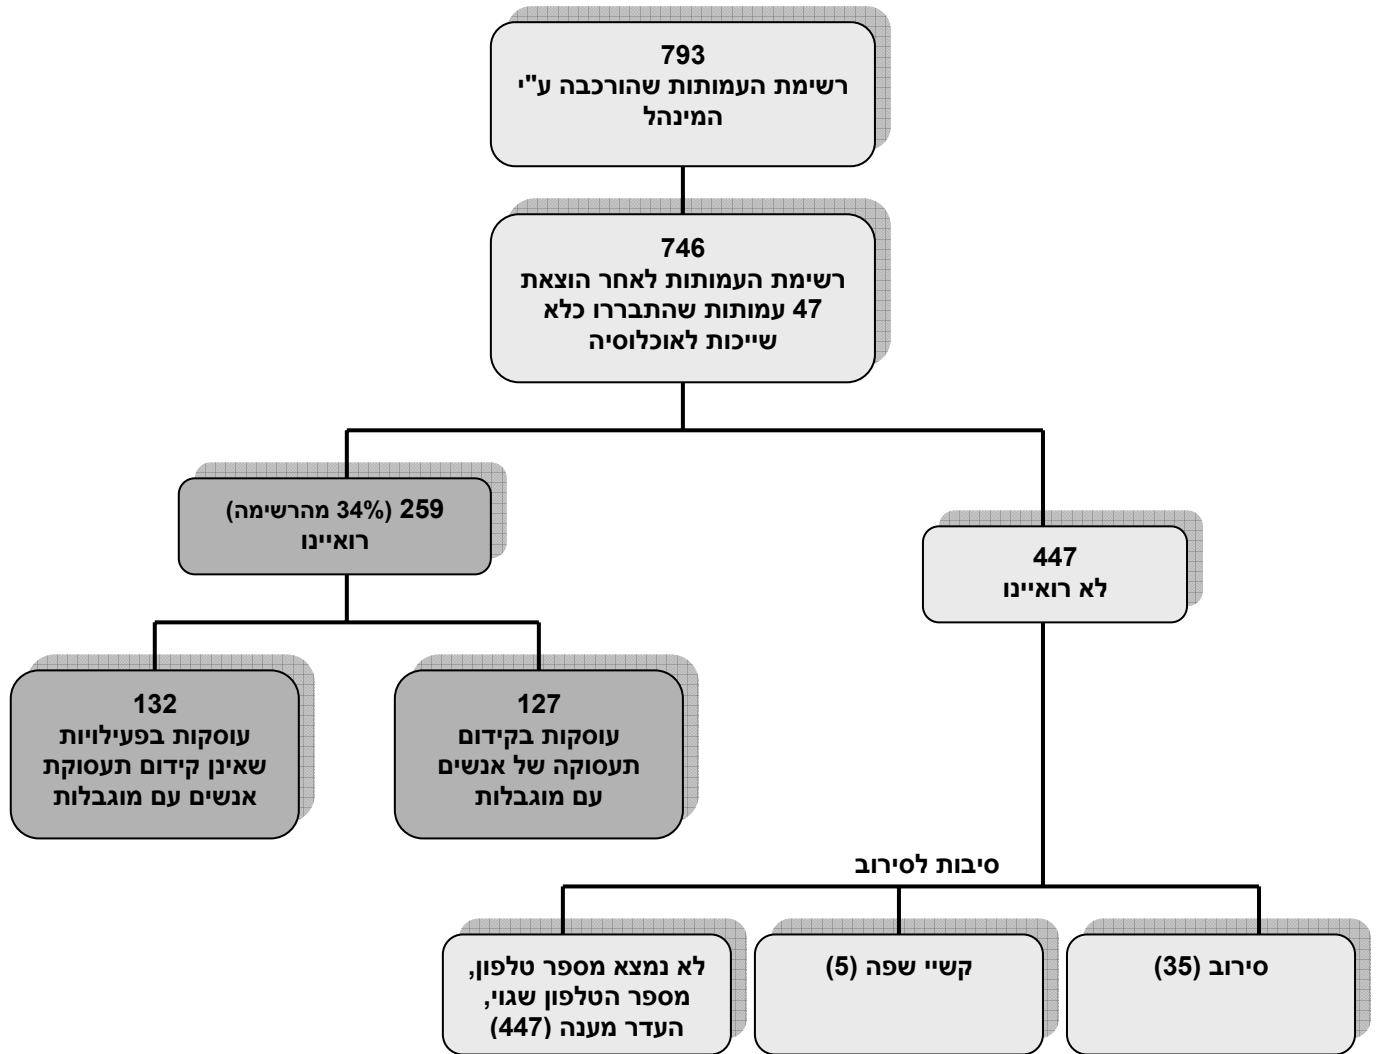 793
רשימת העמותות שהורכבה ע"י
המינהל
746
רשימת העמותות לאחר הוצאת
47 עמותות שהתבררו כלא
שייכות לאוכלוסיה
259 (34% מהרשימה)
רואיינו
447
לא רואיינו
127
עוסקות בקידום
תעסוקה של אנשים
עם מוגבלות
132
עוסקות בפעילויות
שאינן קידום תעסוקת
אנשים עם מוגבלות
סיבות לסירוב
סירוב (35)
קשיי שפה (5)
לא נמצא מספר טלפון,
מספר הטלפון שגוי,
העדר מענה (447)